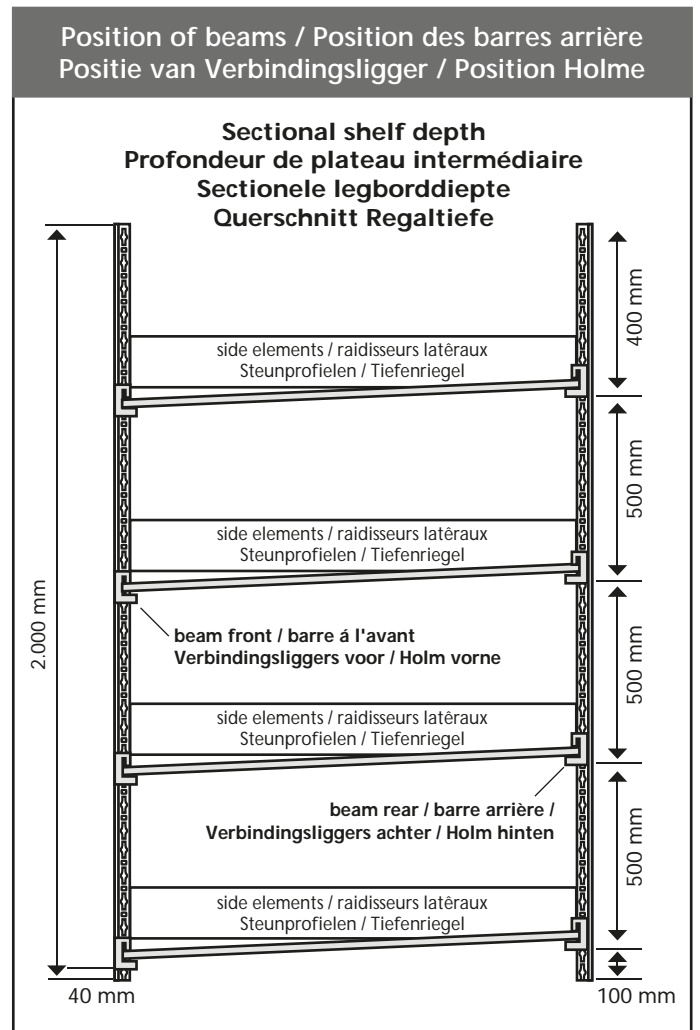 Position of beams / Position des barres arrière
Positie van Verbindingsligger / Position Holme
Sectional shelf depth
Profondeur de plateau intermédiaire
Sectionele legborddiepte
Querschnitt Regaltiefe
400 mm
side elements / raidisseurs latêraux
Steunprofielen / Tiefenriegel
500 mm
side elements / raidisseurs latêraux
Steunprofielen / Tiefenriegel
2.000 mm
beam front / barre á l'avant
Verbindingsliggers voor / Holm vorne
500 mm
side elements / raidisseurs latêraux
Steunprofielen / Tiefenriegel
beam rear / barre arrière /
Verbindingsliggers achter / Holm hinten
500 mm
side elements / raidisseurs latêraux
Steunprofielen / Tiefenriegel
40 mm
100 mm